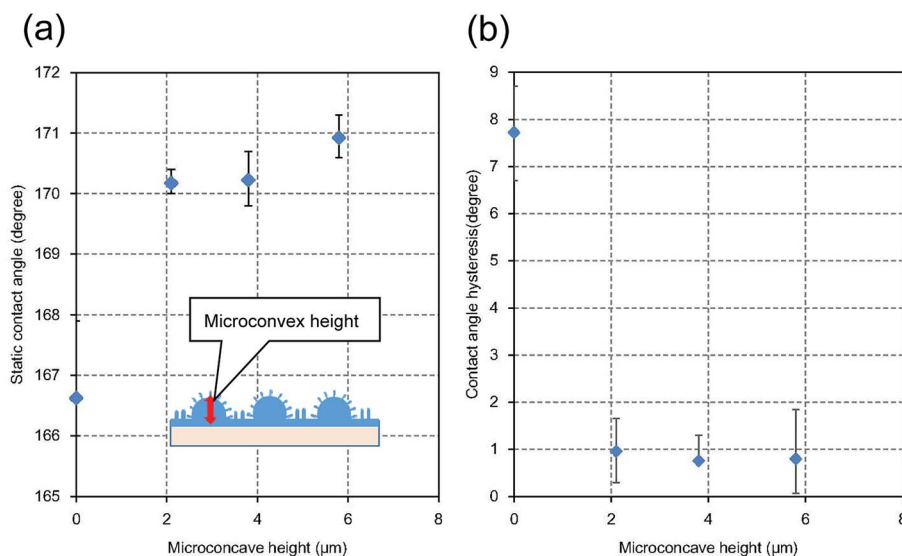 (a)
172
171
170
169
168
167
166
165
Static contact angle (degree)
Microconvex height
0 2 4 6 8
Microconcave height (μm)
(b)
9
8
7
6
5
4
3
2
1
0
Contact angle hysteresis(degree)
0 2 4 6 8
Microconcave height (μm)